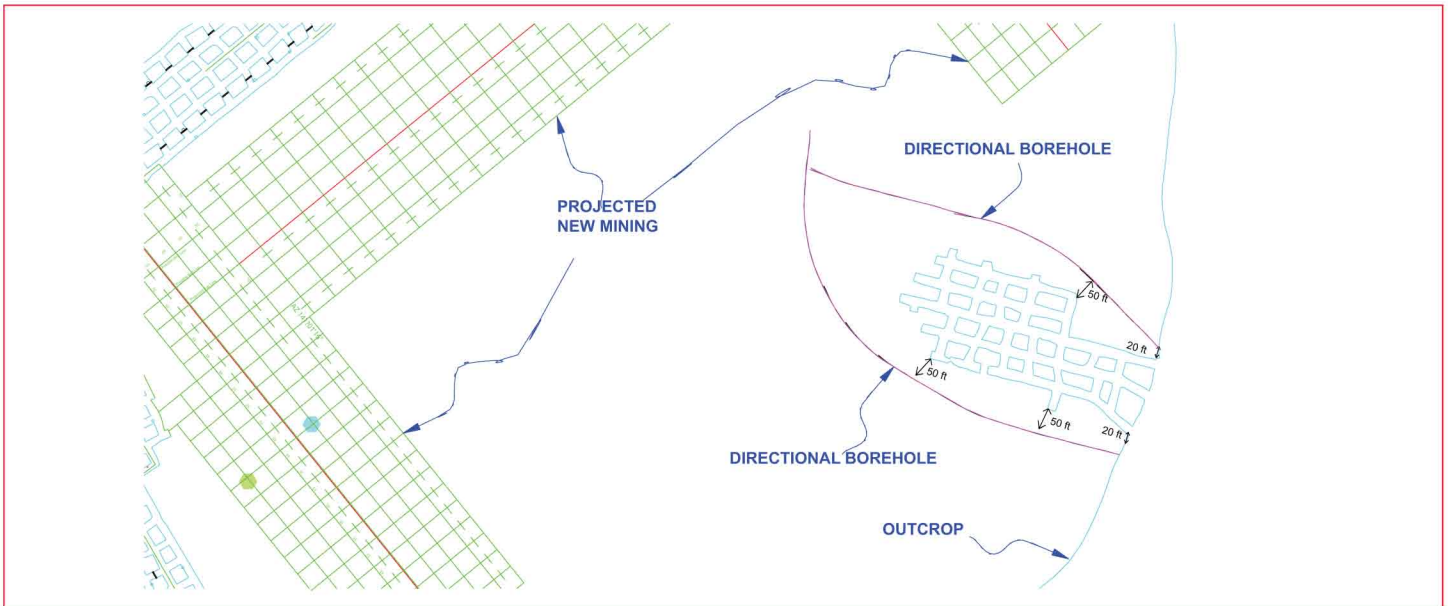 DIRECTIONAL BOREHOLE
PROJECTED
NEW MINING
50 ft
20 ft
50 ft
50 ft
20 ft
DIRECTIONAL BOREHOLE
OUTCROP